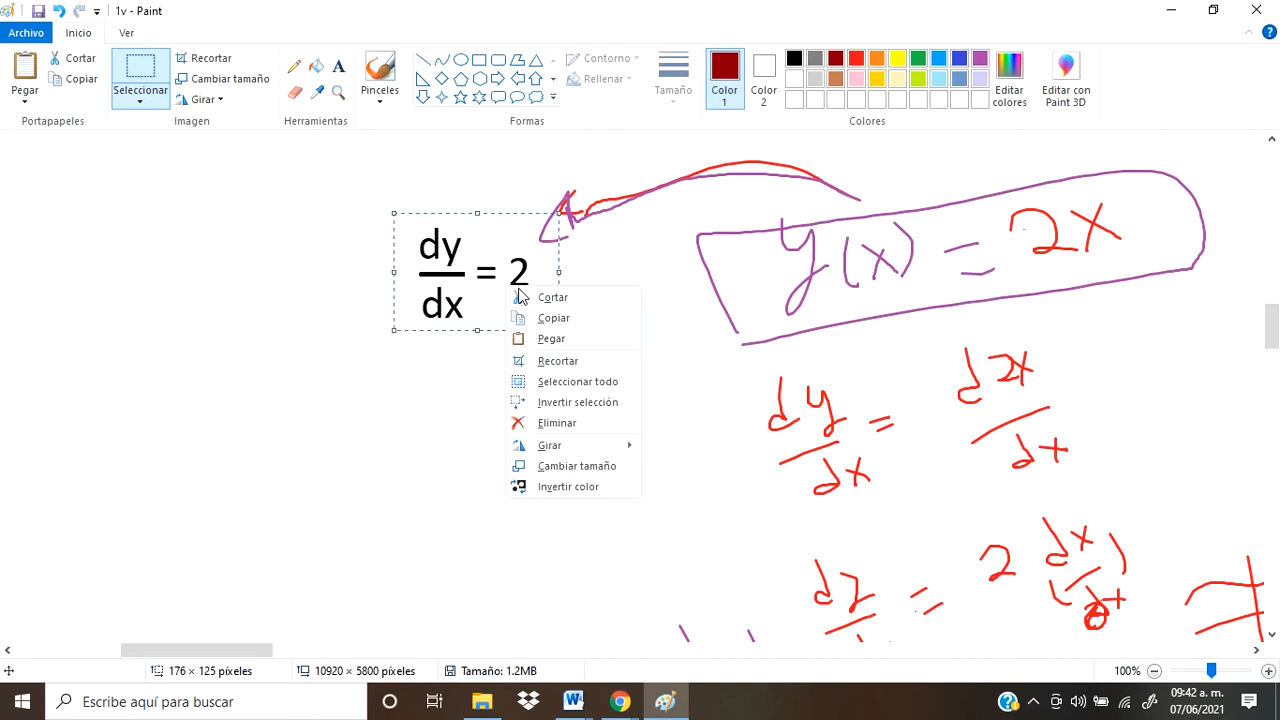 1v - Paint
Archivo
Inicio
Ver
Pegar
Cortar
Copiar
Portapapeles
Seleccionar
Recortar
Cambiar tamaño
Girar
Imagen
A
Herramientas
Pinceles
Contorno
Rellenar
Formas
Tamaño
Color 1
Color 2
Editar colores
Editar con Paint 3D
Colores
dy
dx
= 2
y(x) = 2x
dy
dx
=
d2x
dx
Cortar
Copiar
Pegar
Recortar
Seleccionar todo
Invertir selección
Eliminar
Girar
Cambiar tamaño
Invertir color
dy
=
2
dx
176 × 125 píxeles
10920 × 5800 píxeles
Tamaño: 1.2MB
100%
Escribe aquí para buscar
09:42 a. m.
07/06/2021